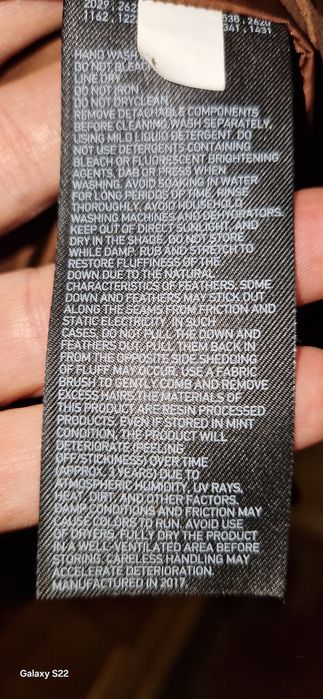 2029, 262
1162, 122
341, 1431
HAND WASH
DO NOT BLEACH
LINE DRY
DO NOT IRON
DO NOT DRYCLEAN
REMOVE DETACHABLE COMPONENTS
BEFORE CLEANING. WASH SEPARATELY,
USING MILD LIQUID DETERGENT. DO
NOT USE DETERGENTS CONTAINING
BLEACH OR FLUORESCENT BRIGHTENING
AGENTS. DAB OR PRESS WHEN
WASHING. AVOID SOAKING IN WATER
FOR LONG PERIODS OF TIME. RINSE
THOROUGHLY. AVOID HOUSEHOLD
WASHING MACHINES AND DEHYDRATORS.
KEEP OUT OF DIRECT SUNLIGHT, AND
DRY IN THE SHADE. DO NOT STORE
WHILE DAMP. RUB AND STRETCH TO
RESTORE FLUFFINESS OF THE
DOWN.DUE TO THE NATURAL
CHARACTERISTICS OF FEATHERS, SOME
DOWN AND FEATHERS MAY STICK OUT
ALONG THE SEAMS FROM FRICTION AND
STATIC ELECTRICITY. IN SUCH
CASES, DO NOT PULL THE DOWN AND
FEATHERS OUT. PULL THEM BACK IN
FROM THE OPPOSITE SIDE.SHEDDING
OF FLUFF MAY OCCUR. USE A FABRIC
BRUSH TO GENTLY COMB AND REMOVE
EXCESS HAIRS.THE MATERIALS OF
THIS PRODUCT ARE RESIN PROCESSED
PRODUCTS. EVEN IF STORED IN MINT
CONDITION, THE PRODUCT WILL
DETERIORATE (PEELING
OFF/STICKINESS) OVER TIME
(APPROX. 3 YEARS) DUE TO
ATMOSPHERIC HUMIDITY, UV RAYS,
HEAT, DIRT, AND OTHER FACTORS.
DAMP CONDITIONS AND FRICTION MAY
CAUSE COLORS TO RUN. AVOID USE
OF DRYERS. FULLY DRY THE PRODUCT
IN A WELL-VENTILATED AREA BEFORE
STORING. CARELESS HANDLING MAY
ACCELERATE DETERIORATION.
MANUFACTURED IN 2017.
Galaxy S22